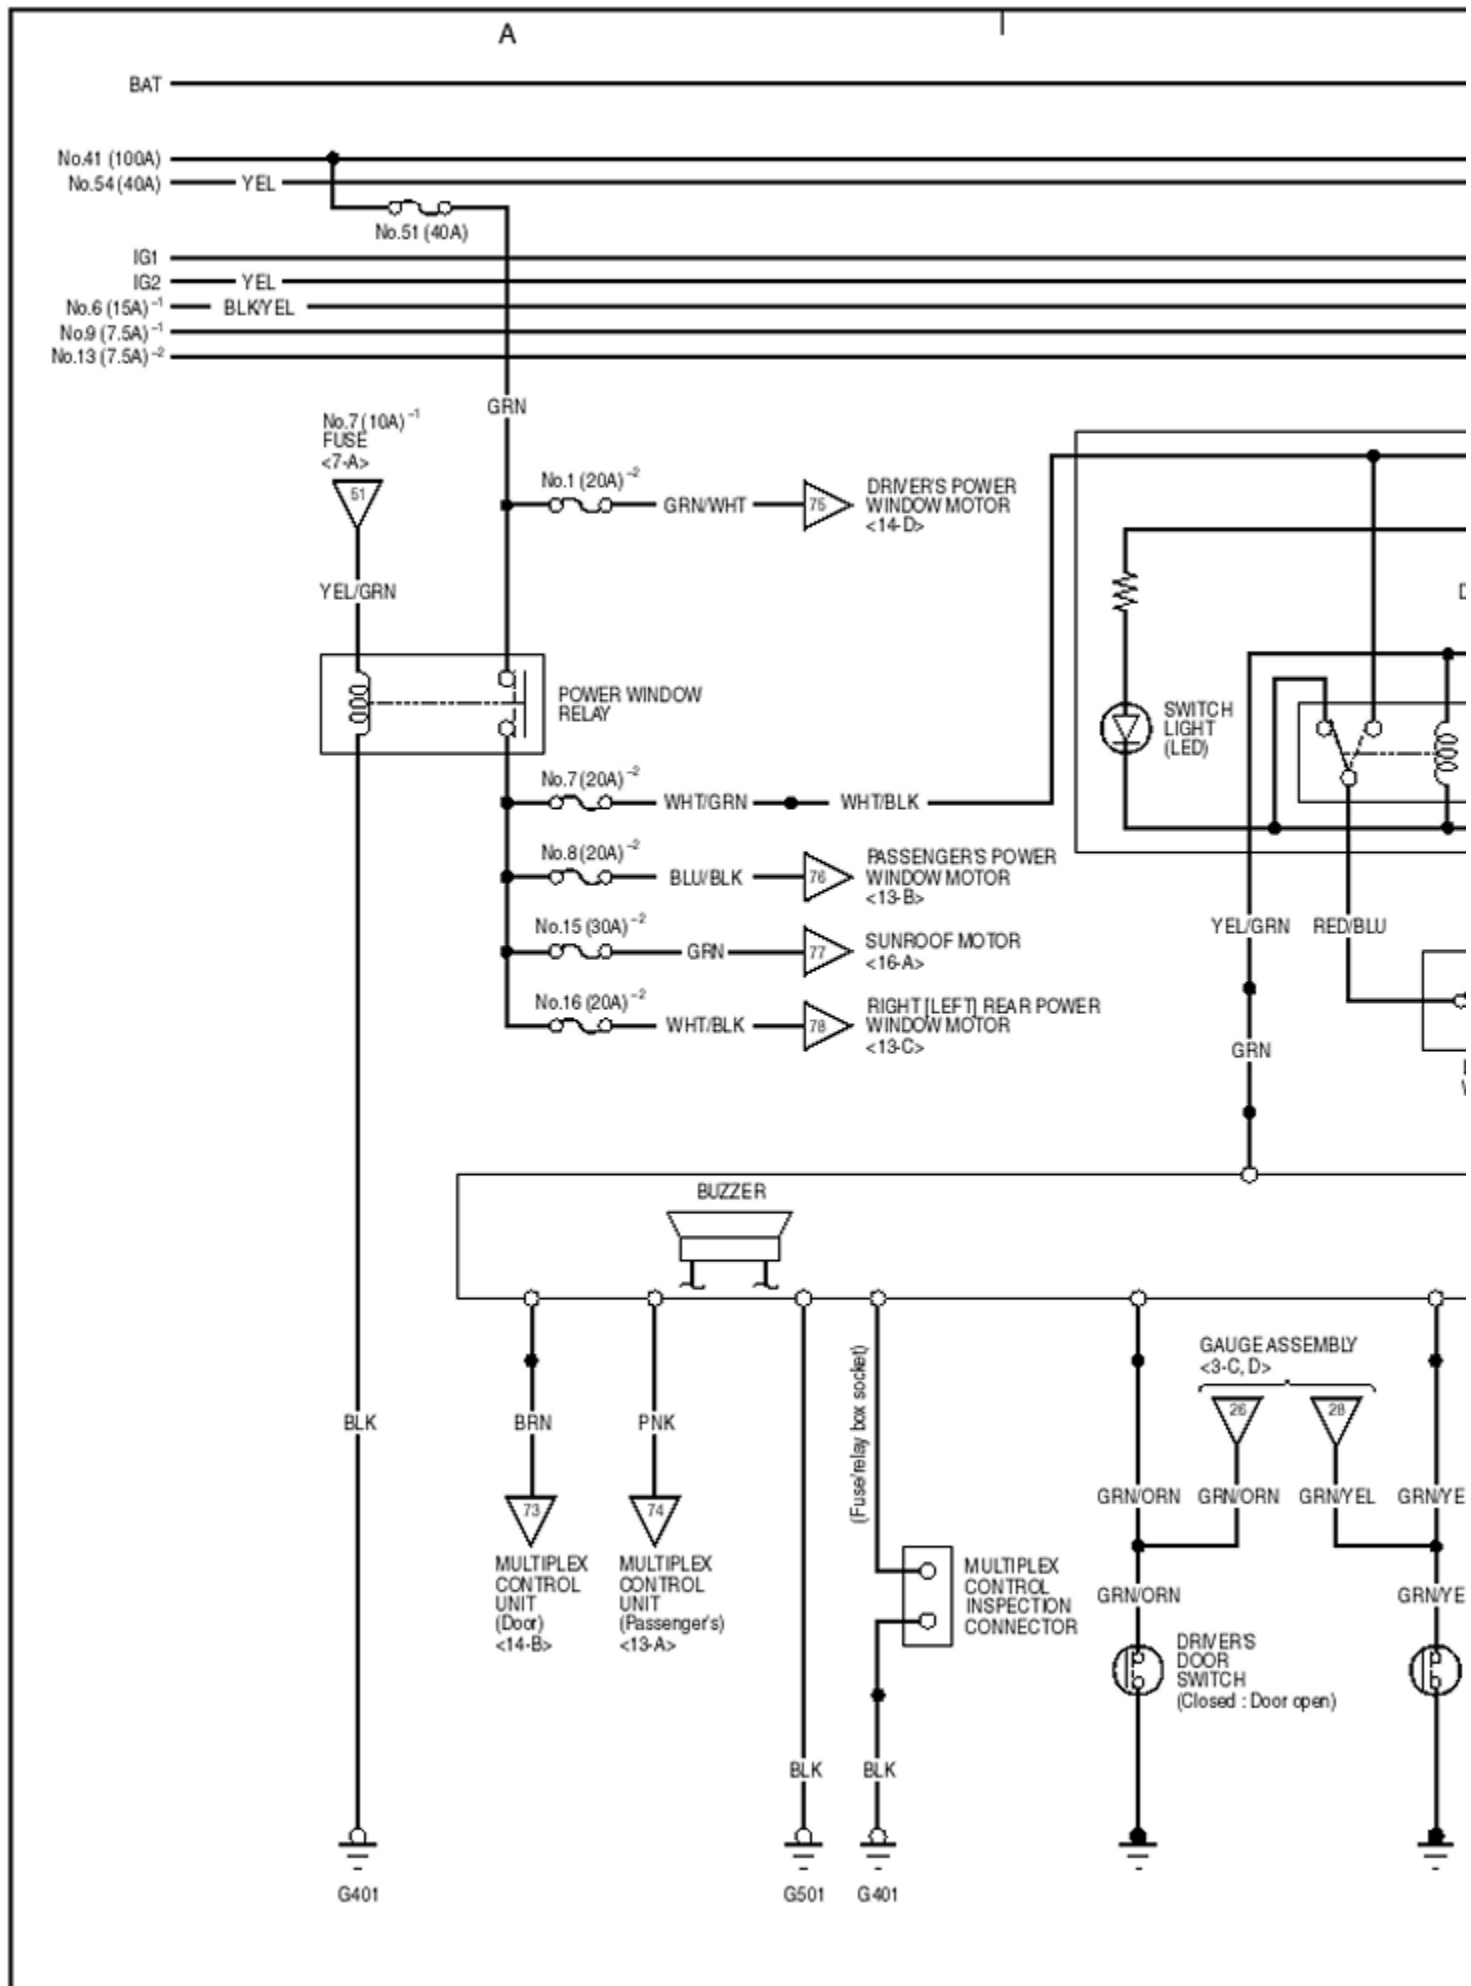 A
BAT
No.41 (100A)
No.54 (40A)
YEL
No.51 (40A)
IG1
IG2
YEL
No.6 (15A) –1
BLK/YEL
No.9 (7.5A) –1
No.13 (7.5A) –2
GRN
No.7 (10A) –1
FUSE
<7-A>
51
YEL/GRN
No.1 (20A) –2
GRN/WHT
75
DRIVER'S POWER
WINDOW MOTOR
<14-D>
POWER WINDOW
RELAY
SWITCH
LIGHT
(LED)
No.7 (20A) –2
WHT/GRN
WHT/BLK
No.8 (20A) –2
BLU/BLK
76
PASSENGER'S POWER
WINDOW MOTOR
<13-B>
No.15 (30A) –2
GRN
77
SUNROOF MOTOR
<16-A>
No.16 (20A) –2
WHT/BLK
78
RIGHT [LEFT] REAR POWER
WINDOW MOTOR
<13-C>
YEL/GRN
RED/BLU
GRN
BUZZER
BLK
BRN
PNK
(Fuse/relay box socket)
GAUGE ASSEMBLY
<3-C, D>
26
28
GRN/ORN
GRN/ORN
GRN/YEL
GRN/YE
73
MULTIPLEX
CONTROL
UNIT
(Door)
<14-B>
74
MULTIPLEX
CONTROL
UNIT
(Passenger's)
<13-A>
MULTIPLEX
CONTROL
INSPECTION
CONNECTOR
GRN/ORN
GRN/YE
DRIVER'S
DOOR
SWITCH
(Closed : Door open)
BLK
BLK
G401
G501
G401